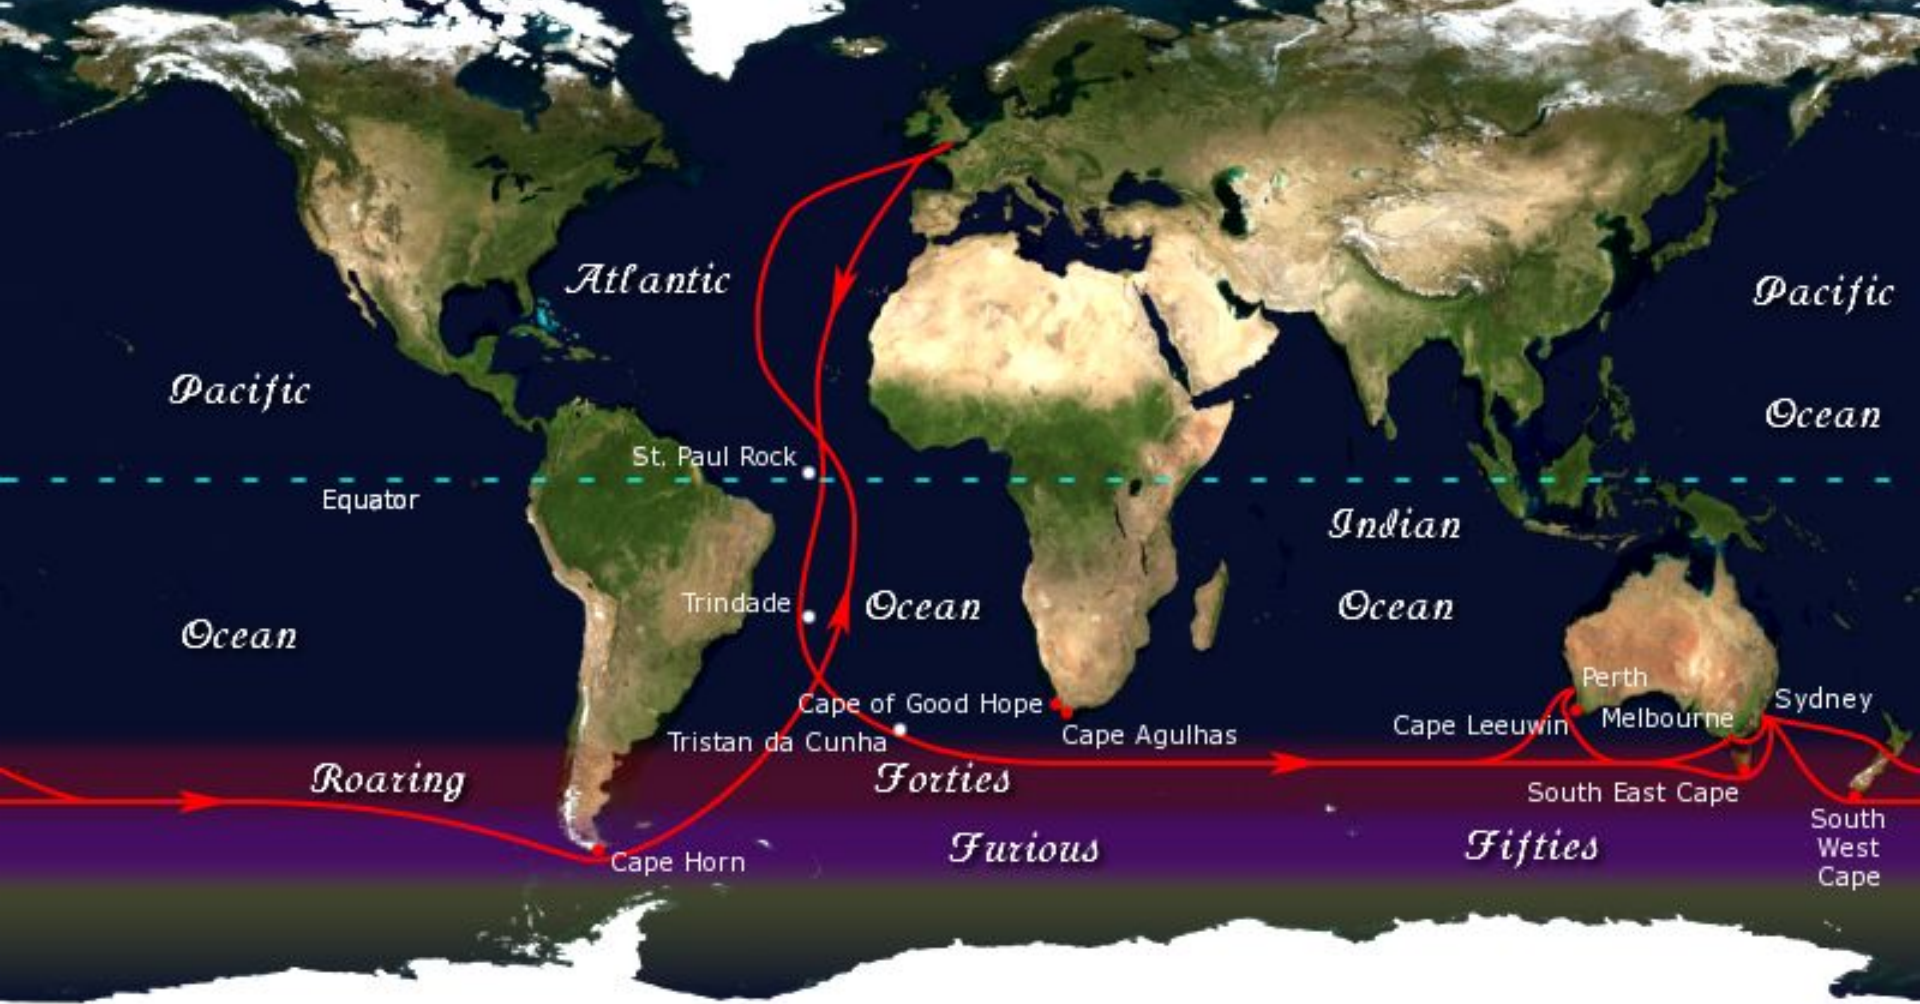 Atlantic
Pacific
Pacific
Ocean
St. Paul Rock
Equator
Indian
Trindade
Ocean
Ocean
Ocean
Perth
Sydney
Cape of Good Hope
Melbourne
Cape Leeuwin
Cape Agulhas
Tristan da Cunha
Roaring
Forties
South East Cape
South
West
Cape
Furious
Fifties
Cape Horn